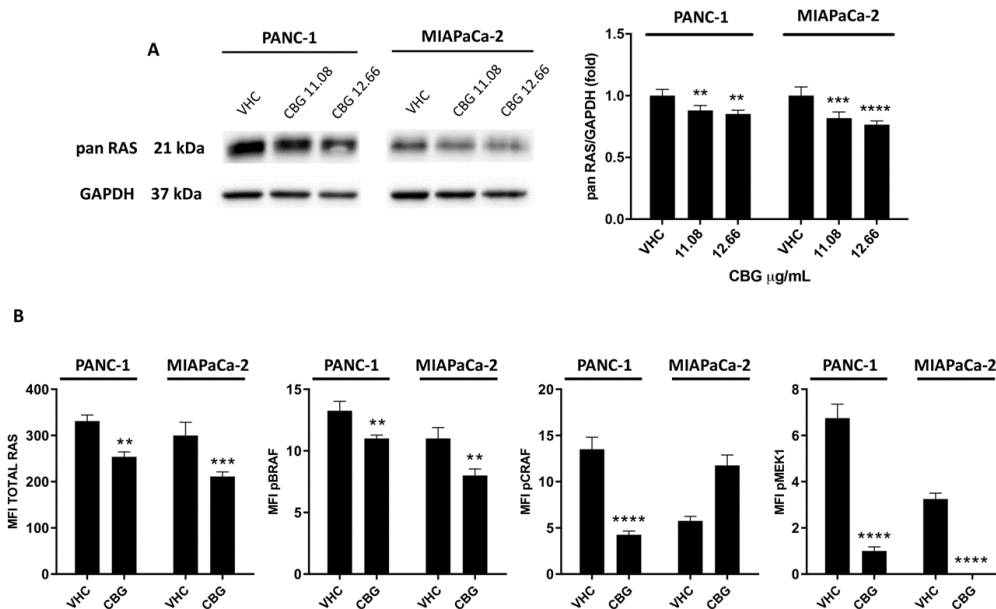 A
PANC-1
MIAPaCa-2
VHC
CBG 11.08
CBG 12.66
VHC
CBG 11.08
CBG 12.66
pan RAS 21 kDa
GAPDH 37 kDa
PANC-1
MIAPaCa-2
pan RAS/GAPDH (fold)
1.5
1.0
0.5
0.0
** ** *** ****
VHC
11.08
12.66
VHC
11.08
12.66
CBG µg/mL
B
PANC-1
MIAPaCa-2
MFI TOTAL RAS
400
300
200
100
0
** ***
VHC
CBG
VHC
CBG
PANC-1
MIAPaCa-2
MFI pBRAF
15
10
5
0
** **
VHC
CBG
VHC
CBG
PANC-1
MIAPaCa-2
MFI pCRAF
20
15
10
5
0
****
VHC
CBG
VHC
CBG
PANC-1
MIAPaCa-2
MFI pMEK1
8
6
4
2
0
**** ****
VHC
CBG
VHC
CBG